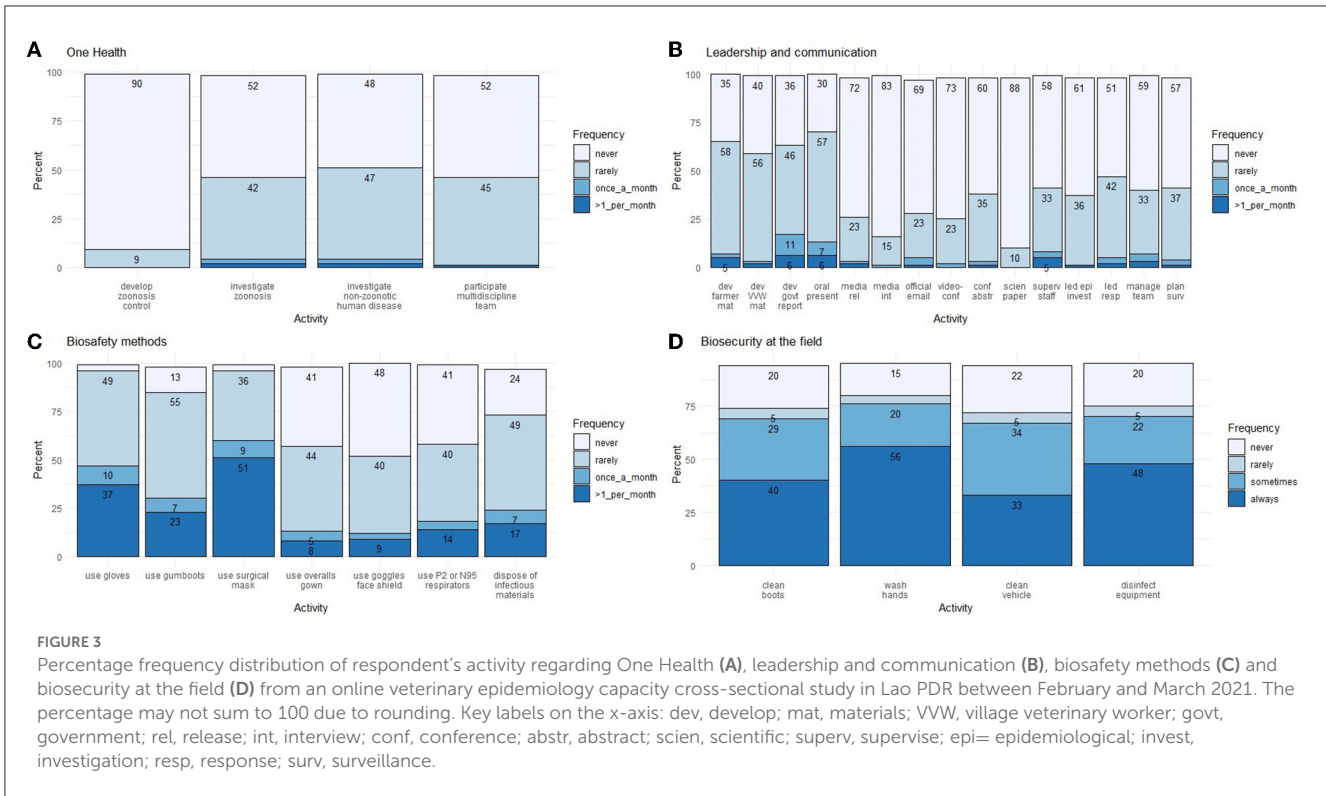 A One Health
100
75
50
25
0
Percent
90
9
52
42
48
47
52
45
develop
zoonosis
control
investigate
zoonosis
investigate
non-zoonotic
human disease
participate
multidiscipline
team
Activity
Frequency
never
rarely
once_a_month
>1_per_month
B Leadership and communication
100
75
50
25
0
Percent
35
58
5
40
56
36
46
11
6
30
57
7
6
72
23
83
15
69
23
73
23
60
35
88
10
58
33
5
61
36
51
42
59
33
57
37
dev
farmer
mat
dev
VVW
mat
dev
govt
report
oral
present
media
rel
media
int
official
email
video-
conf
conf
abstr
scien
paper
superv
staff
led epi
invest
led
resp
manage
team
plan
surv
Activity
Frequency
never
rarely
once_a_month
>1_per_month
C Biosafety methods
100
75
50
25
0
Percent
49
10
37
13
55
7
23
36
9
51
41
44
5
8
48
40
9
41
40
14
24
49
7
17
use gloves
use gumboots
use surgical
mask
use overalls
gown
use goggles
face shield
use P2 or N95
respirators
dispose of
infectious
materials
Activity
Frequency
never
rarely
once_a_month
>1_per_month
D Biosecurity at the field
75
50
25
0
Percent
20
5
29
40
15
20
56
22
5
34
33
20
5
22
48
clean
boots
wash
hands
clean
vehicle
disinfect
equipment
Activity
Frequency
never
rarely
sometimes
always
FIGURE 3
Percentage frequency distribution of respondent's activity regarding One Health (A), leadership and communication (B), biosafety methods (C) and
biosecurity at the field (D) from an online veterinary epidemiology capacity cross-sectional study in Lao PDR between February and March 2021. The
percentage may not sum to 100 due to rounding. Key labels on the x-axis: dev, develop; mat, materials; VVW, village veterinary worker; govt,
government; rel, release; int, interview; conf, conference; abstr, abstract; scien, scientific; superv, supervise; epi= epidemiological; invest,
investigation; resp, response; surv, surveillance.